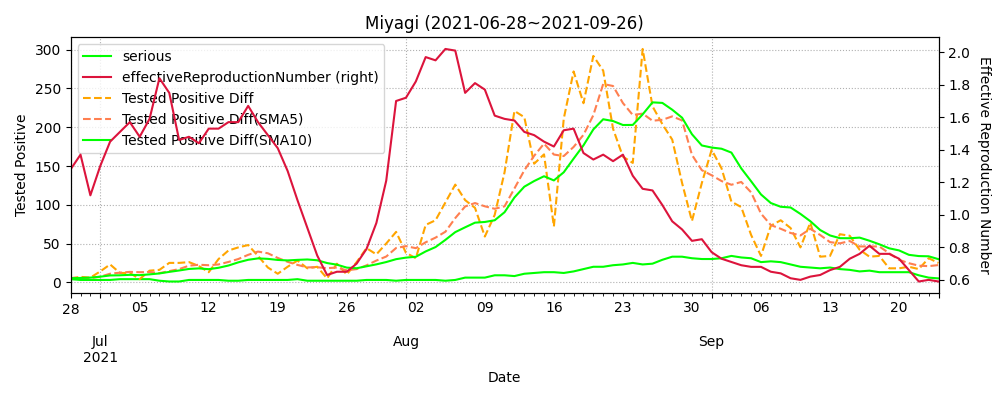 Miyagi (2021-06-28~2021-09-26)
serious
effectiveReproductionNumber (right)
Tested Positive Diff
Tested Positive Diff(SMA5)
Tested Positive Diff(SMA10)
Tested Positive
300
250
200
150
100
50
0
Effective Reproduction Number
2.0
1.8
1.6
1.4
1.2
1.0
0.8
0.6
28 05 12 19 26 02 09 16 23 30 06 13 20
Jul Aug Sep
2021
Date